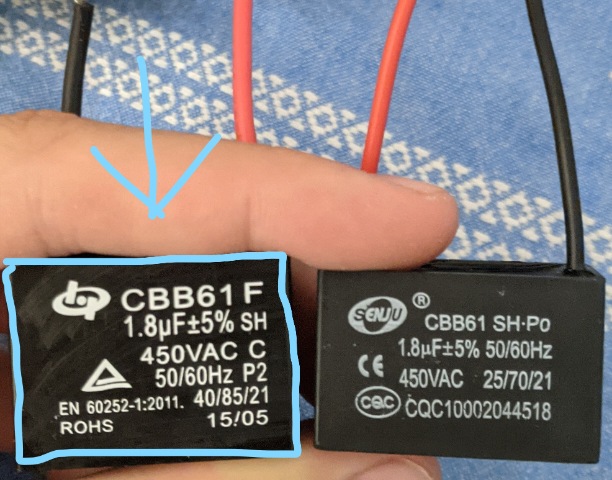 CBB61 F
1.8µF±5% SH
450VAC C
50/60Hz P2
EN 60252-1:2011. 40/85/21
ROHS 15/05
SENJU ®
CBB61 SH·Po
1.8µF±5% 50/60Hz
CE 450VAC 25/70/21
CQC CQC10002044518